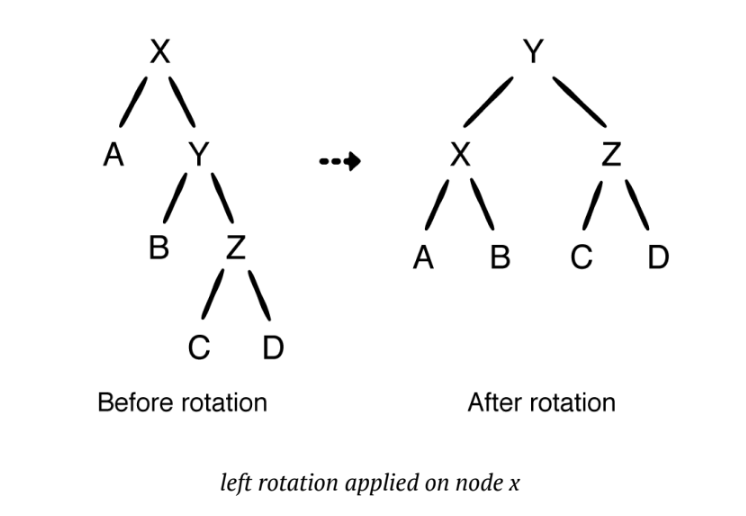 X
Y
A
Y
X
Z
B
Z
A
B
C
D
C
D
Before rotation
After rotation
left rotation applied on node x